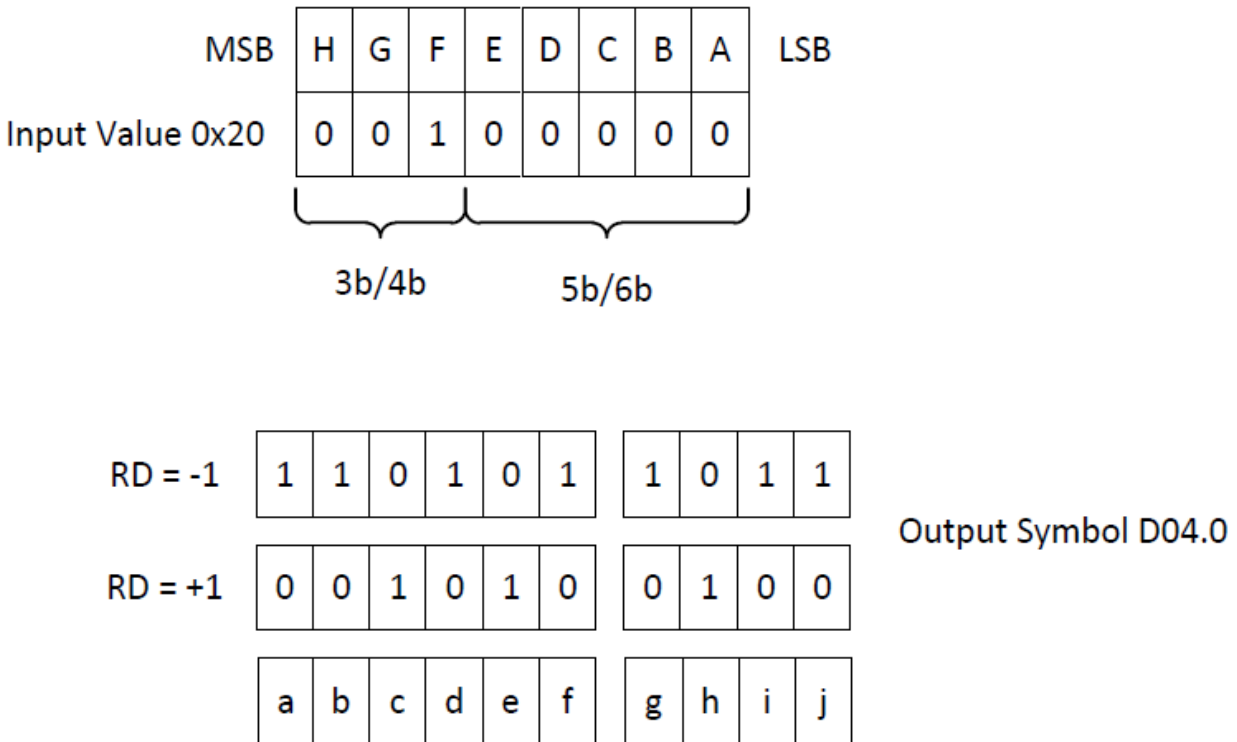 MSB H G F E D C B A LSB
Input Value 0x20 0 0 1 0 0 0 0 0
3b/4b 5b/6b
RD = -1 1 1 0 1 0 1 1 0 1 1
Output Symbol D04.0
RD = +1 0 0 1 0 1 0 0 1 0 0
a b c d e f g h i j